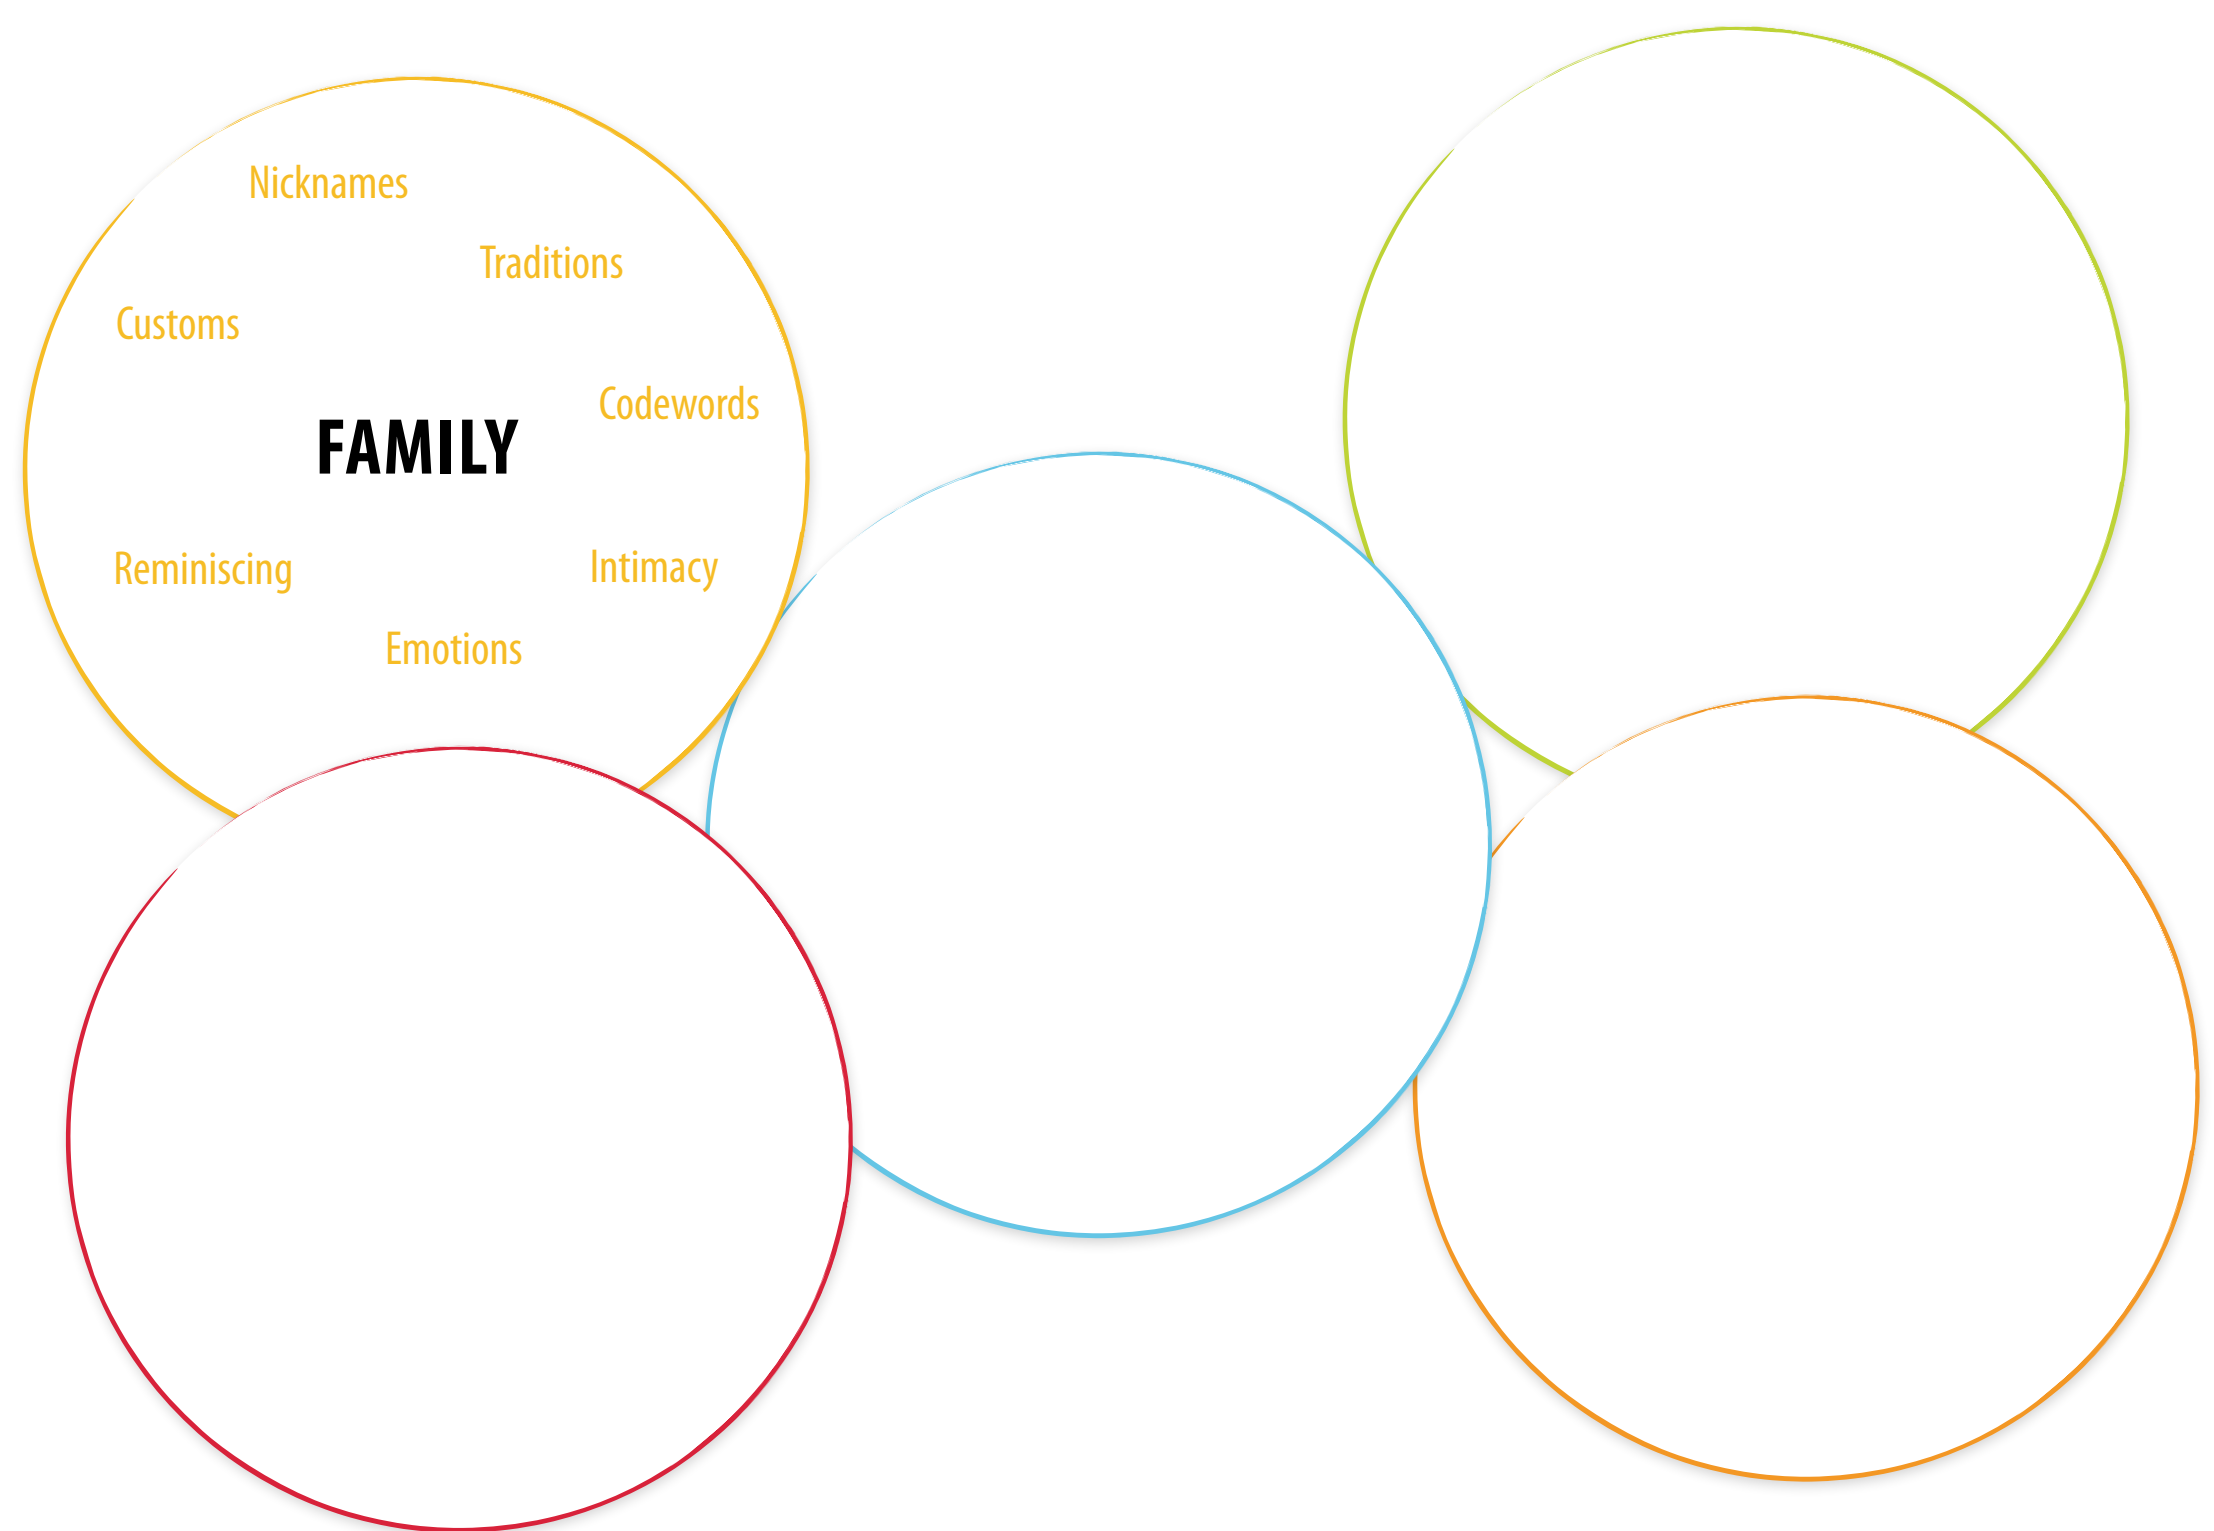 Nicknames
Traditions
Customs
Codewords
FAMILY
Reminiscing
Intimacy
Emotions